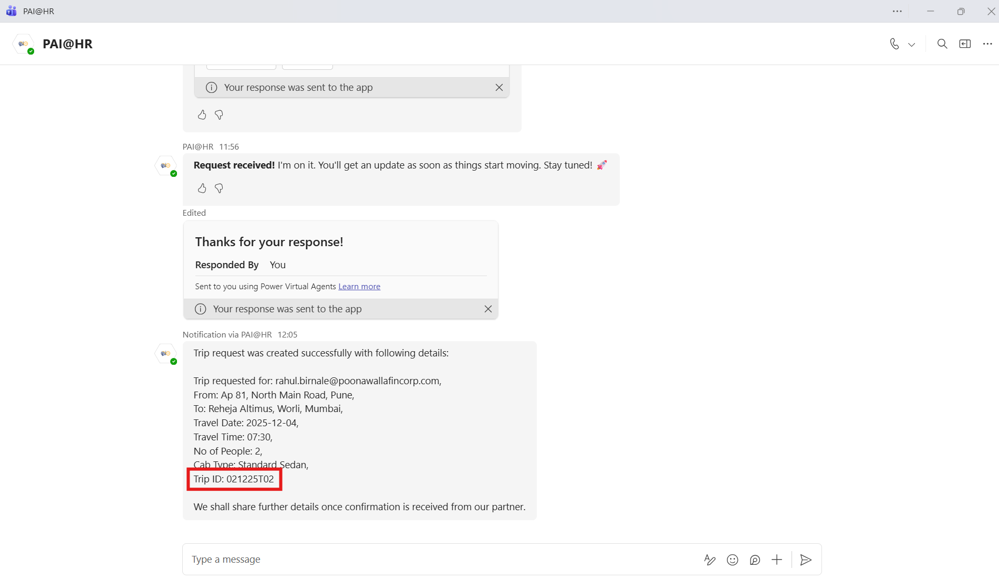 PAI@HR
PAI@HR
Your response was sent to the app
PAI@HR 11:56
Request received! I'm on it. You'll get an update as soon as things start moving. Stay tuned! 🚀
Edited
Thanks for your response!
Responded By You
Sent to you using Power Virtual Agents Learn more
Your response was sent to the app
Notification via PAI@HR 12:05
Trip request was created successfully with following details:
Trip requested for: rahul.birnale@poonawallafincorp.com,
From: Ap 81, North Main Road, Pune,
To: Reheja Altimus, Worli, Mumbai,
Travel Date: 2025-12-04,
Travel Time: 07:30,
No of People: 2,
Cab Type: Standard Sedan,
Trip ID: 021225T02
We shall share further details once confirmation is received from our partner.
Type a message